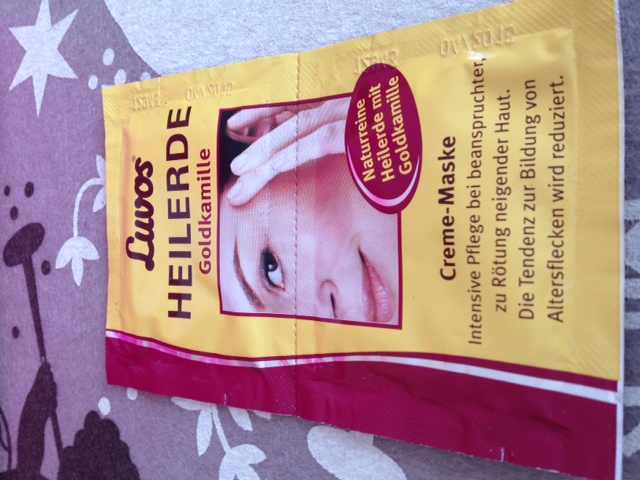 Luvos®
HEILERDE
Goldkamille
Naturreine
Heilerde mit
Goldkamille
Creme-Maske
Intensive Pflege bei beanspruchter,
zu Rötung neigender Haut.
Die Tendenz zur Bildung von
Altersflecken wird reduziert.